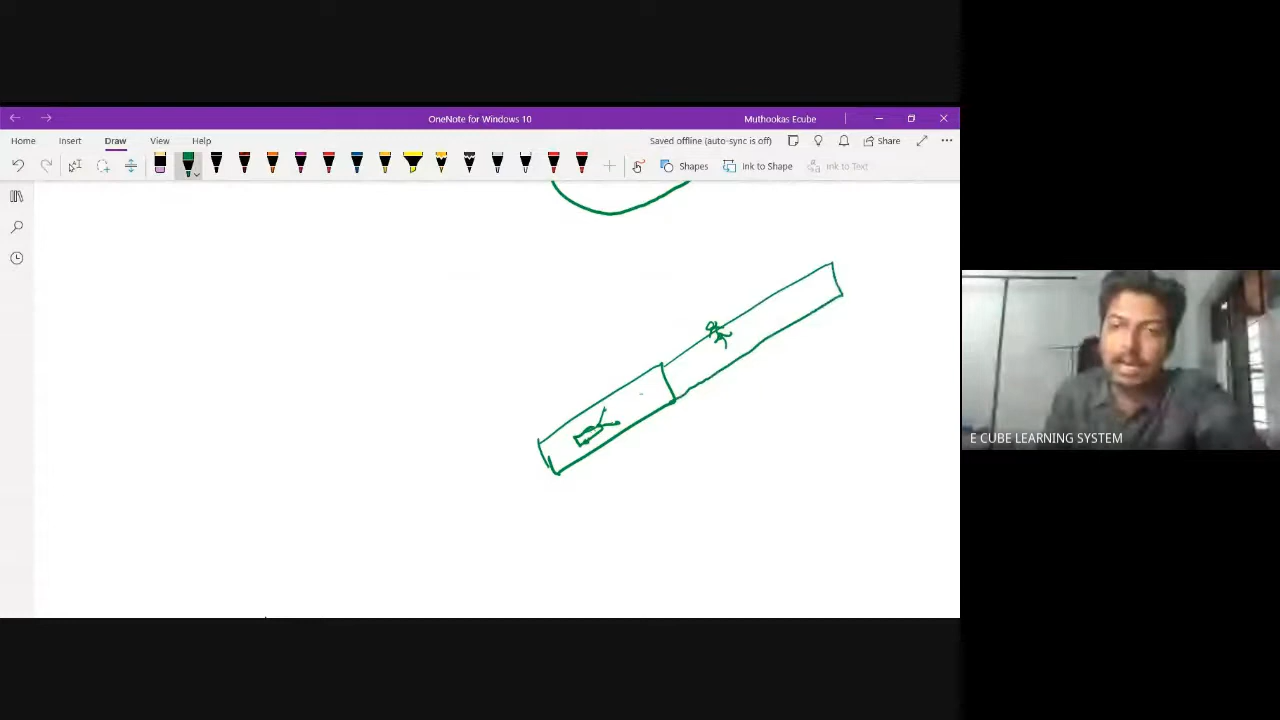 OneNote for Windows 10
Muthookas Ecube
Home Insert Draw View Help
Saved offline (auto-sync is off)
Share
Shapes
Ink to Shape
Ink to Text
E CUBE LEARNING SYSTEM